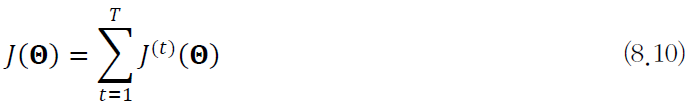 J(𝚯) = ∑_{t=1}^{T} J^{(t)}(𝚯) (8.10)